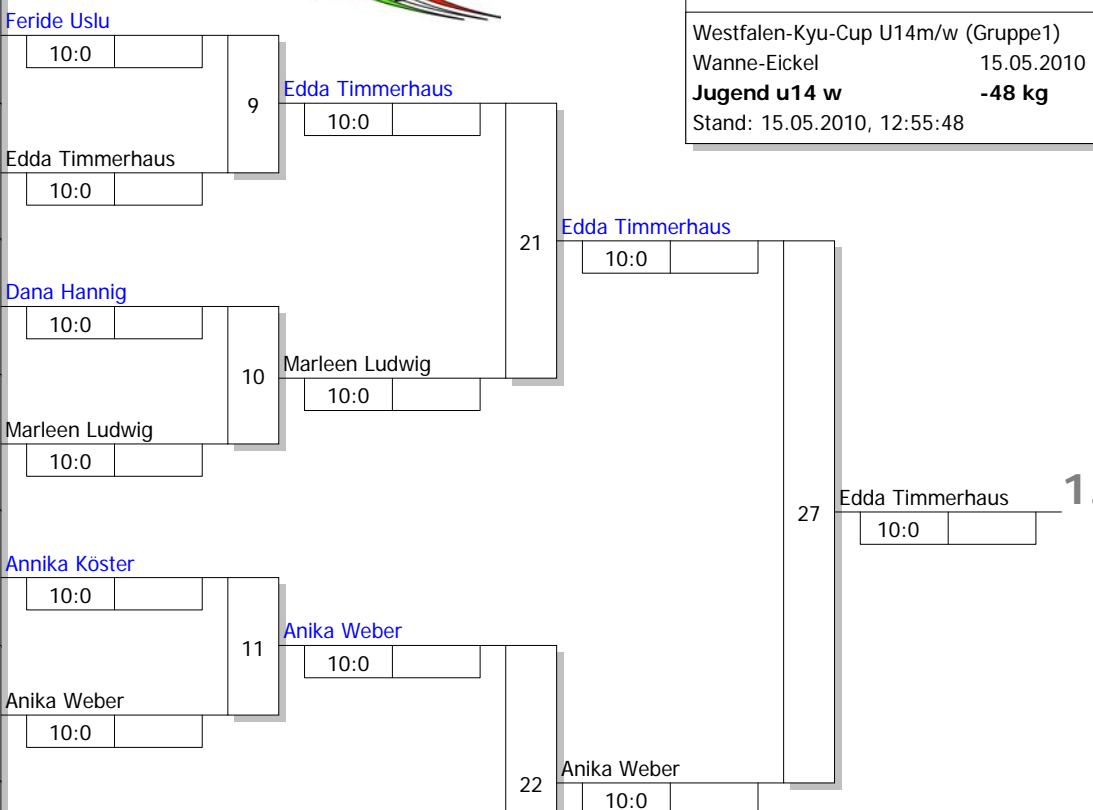 Feride Uslu
10:0
Westfalen-Kyu-Cup U14m/w (Gruppe1)
Wanne-Eickel 15.05.2010
Jugend u14 w -48 kg
Stand: 15.05.2010, 12:55:48
9
Edda Timmerhaus
10:0
Edda Timmerhaus
10:0
21
Edda Timmerhaus
10:0
Dana Hannig
10:0
10
Marleen Ludwig
10:0
Marleen Ludwig
10:0
27
Edda Timmerhaus
10:0
1.
Annika Köster
10:0
11
Anika Weber
10:0
Anika Weber
10:0
22
Anika Weber
10:0